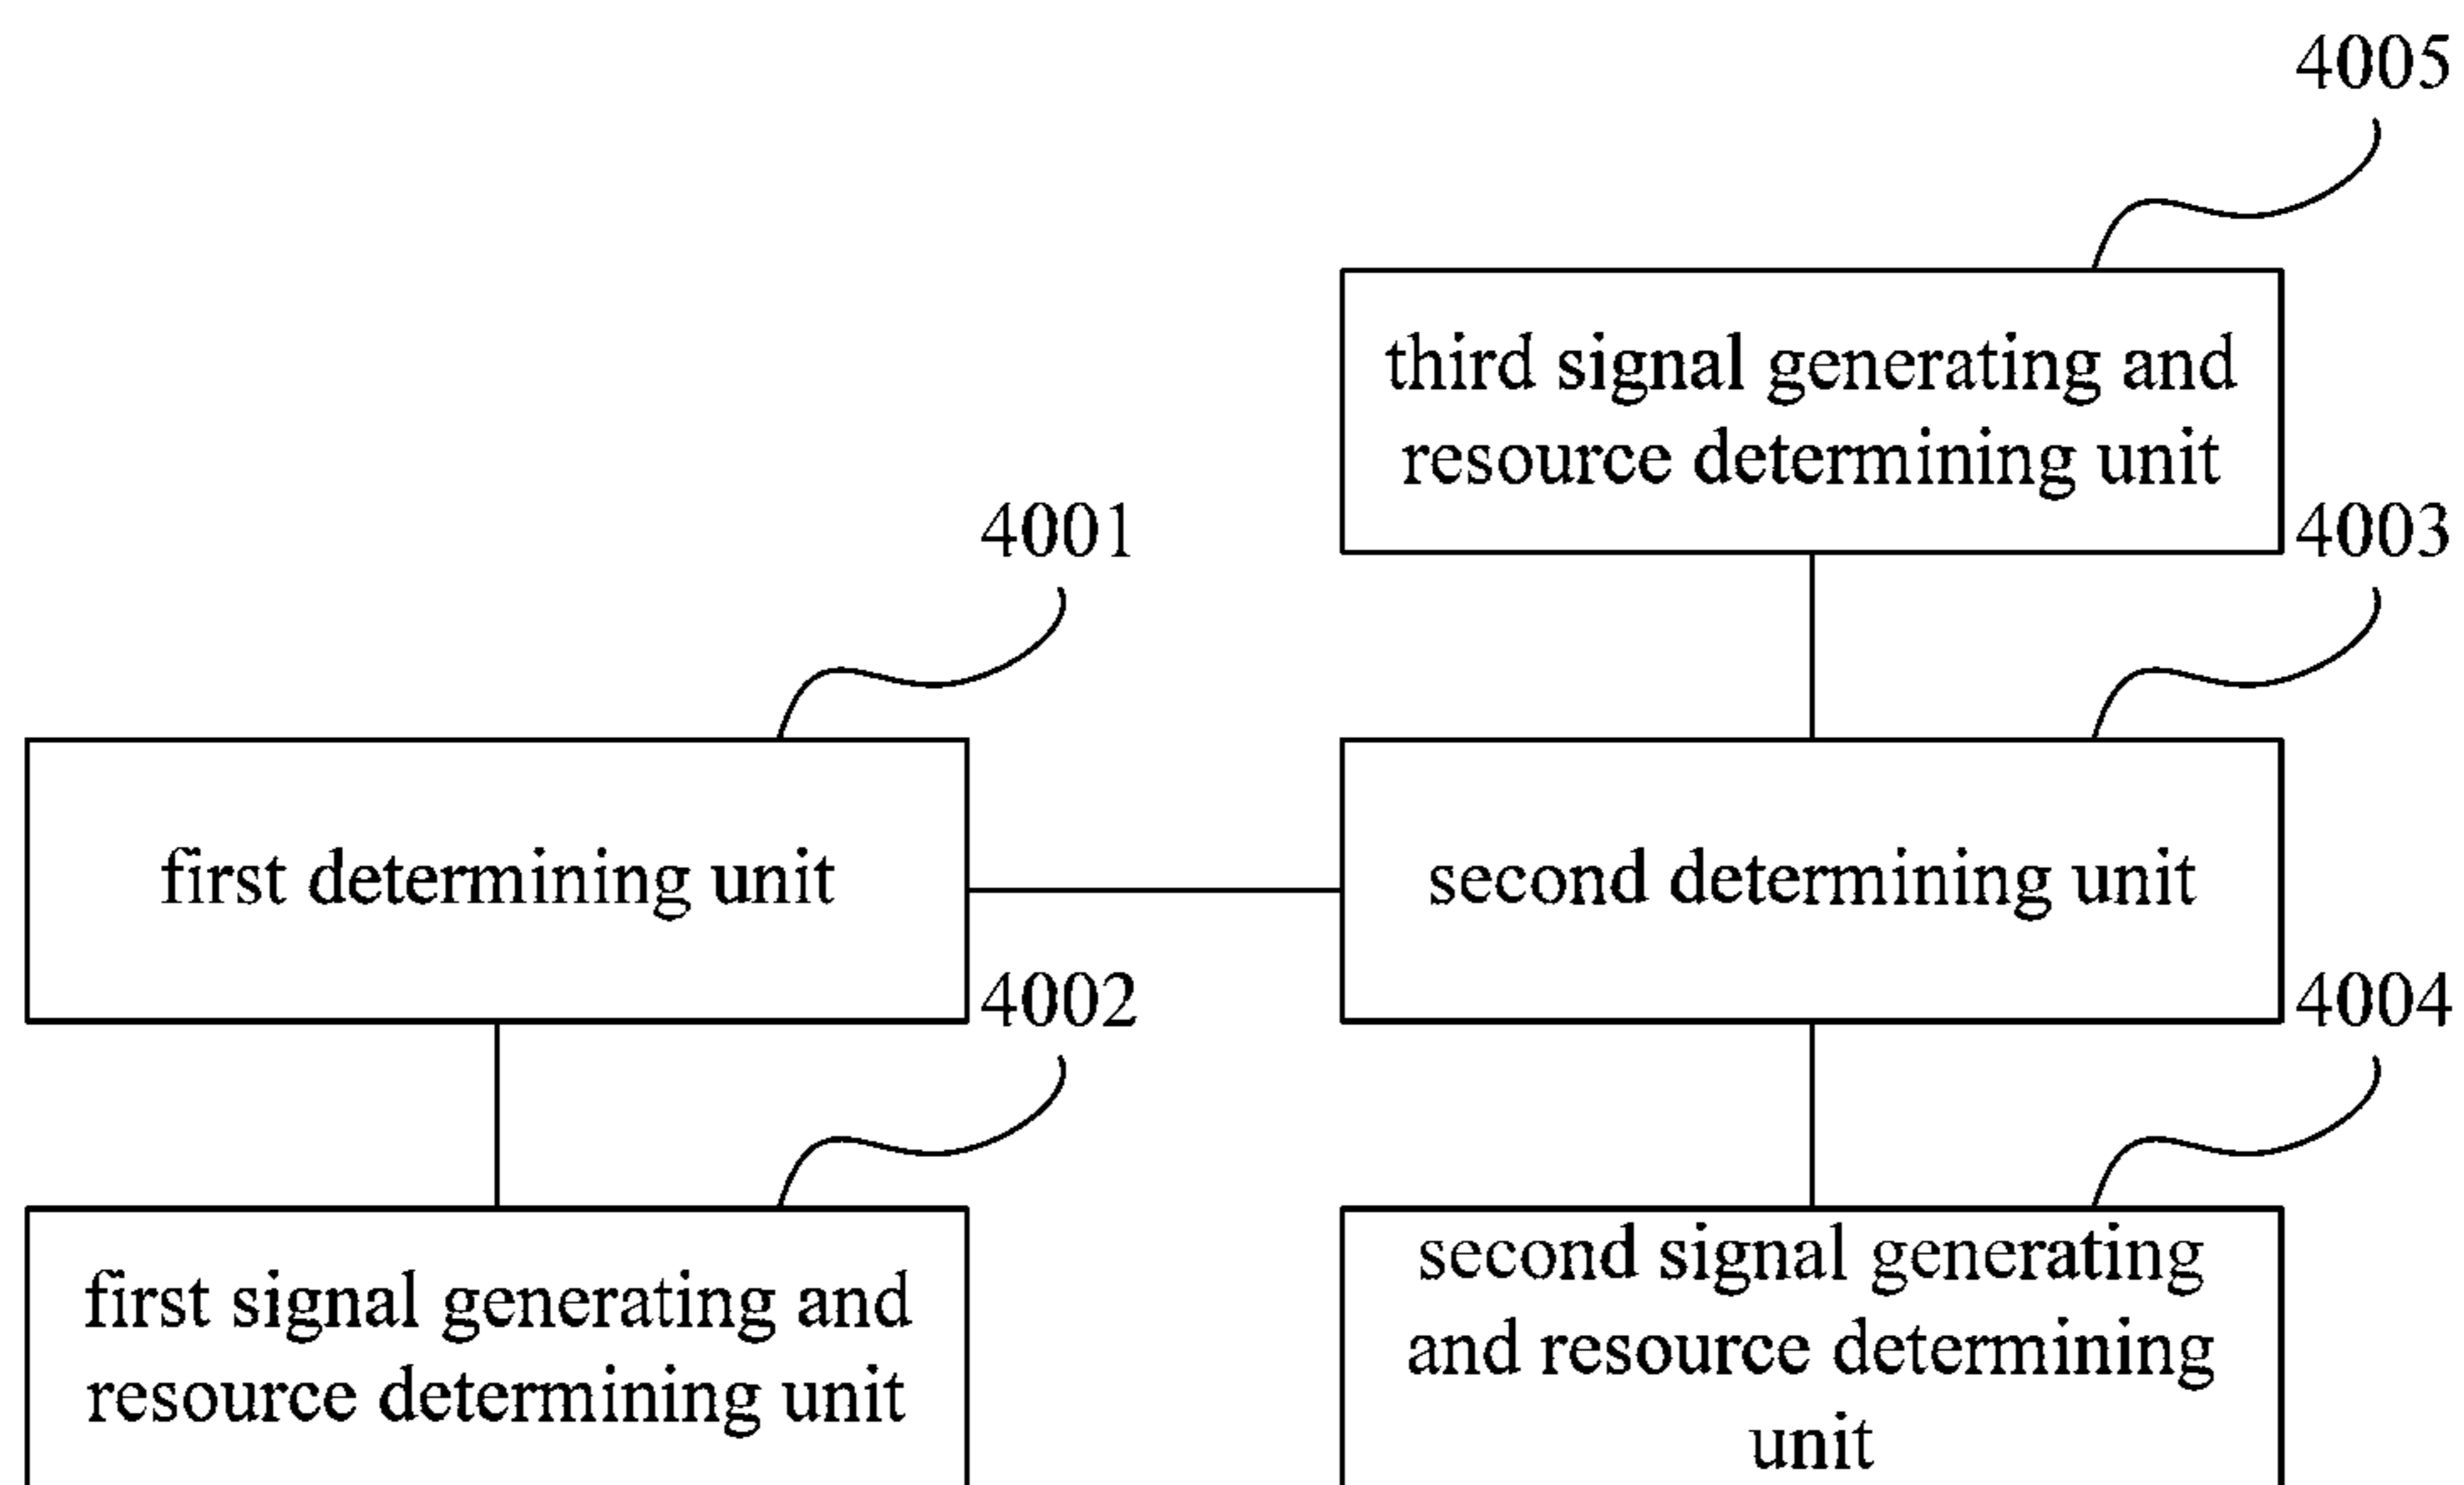 4005
third signal generating and
resource determining unit
4001
4003
first determining unit
second determining unit
4002
4004
first signal generating and
resource determining unit
second signal generating
and resource determining
unit